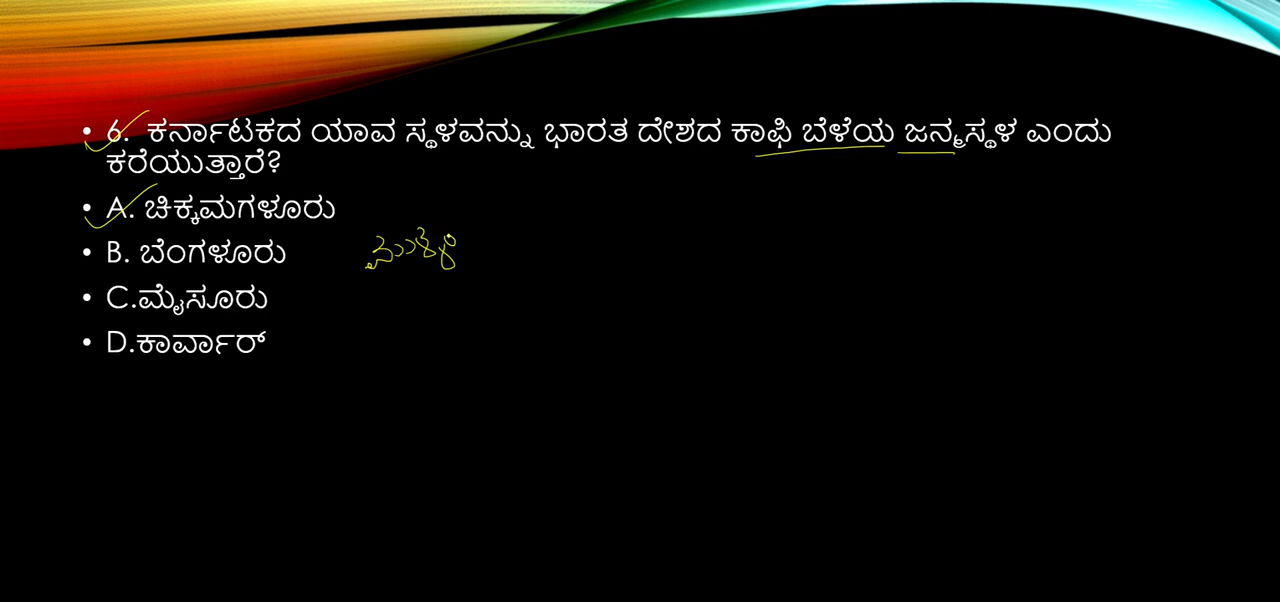 • 6. ಕರ್ನಾಟಕದ ಯಾವ ಸ್ಥಳವನ್ನು ಭಾರತ ದೇಶದ ಕಾಫಿ ಬೆಳೆಯ ಜನ್ಮಸ್ಥಳ ಎಂದು
ಕರೆಯುತ್ತಾರೆ?
• A. ಚಿಕ್ಕಮಗಳೂರು
• B. ಬೆಂಗಳೂರು
• C.ಮೈಸೂರು
• D.ಕಾರ್ವಾರ್